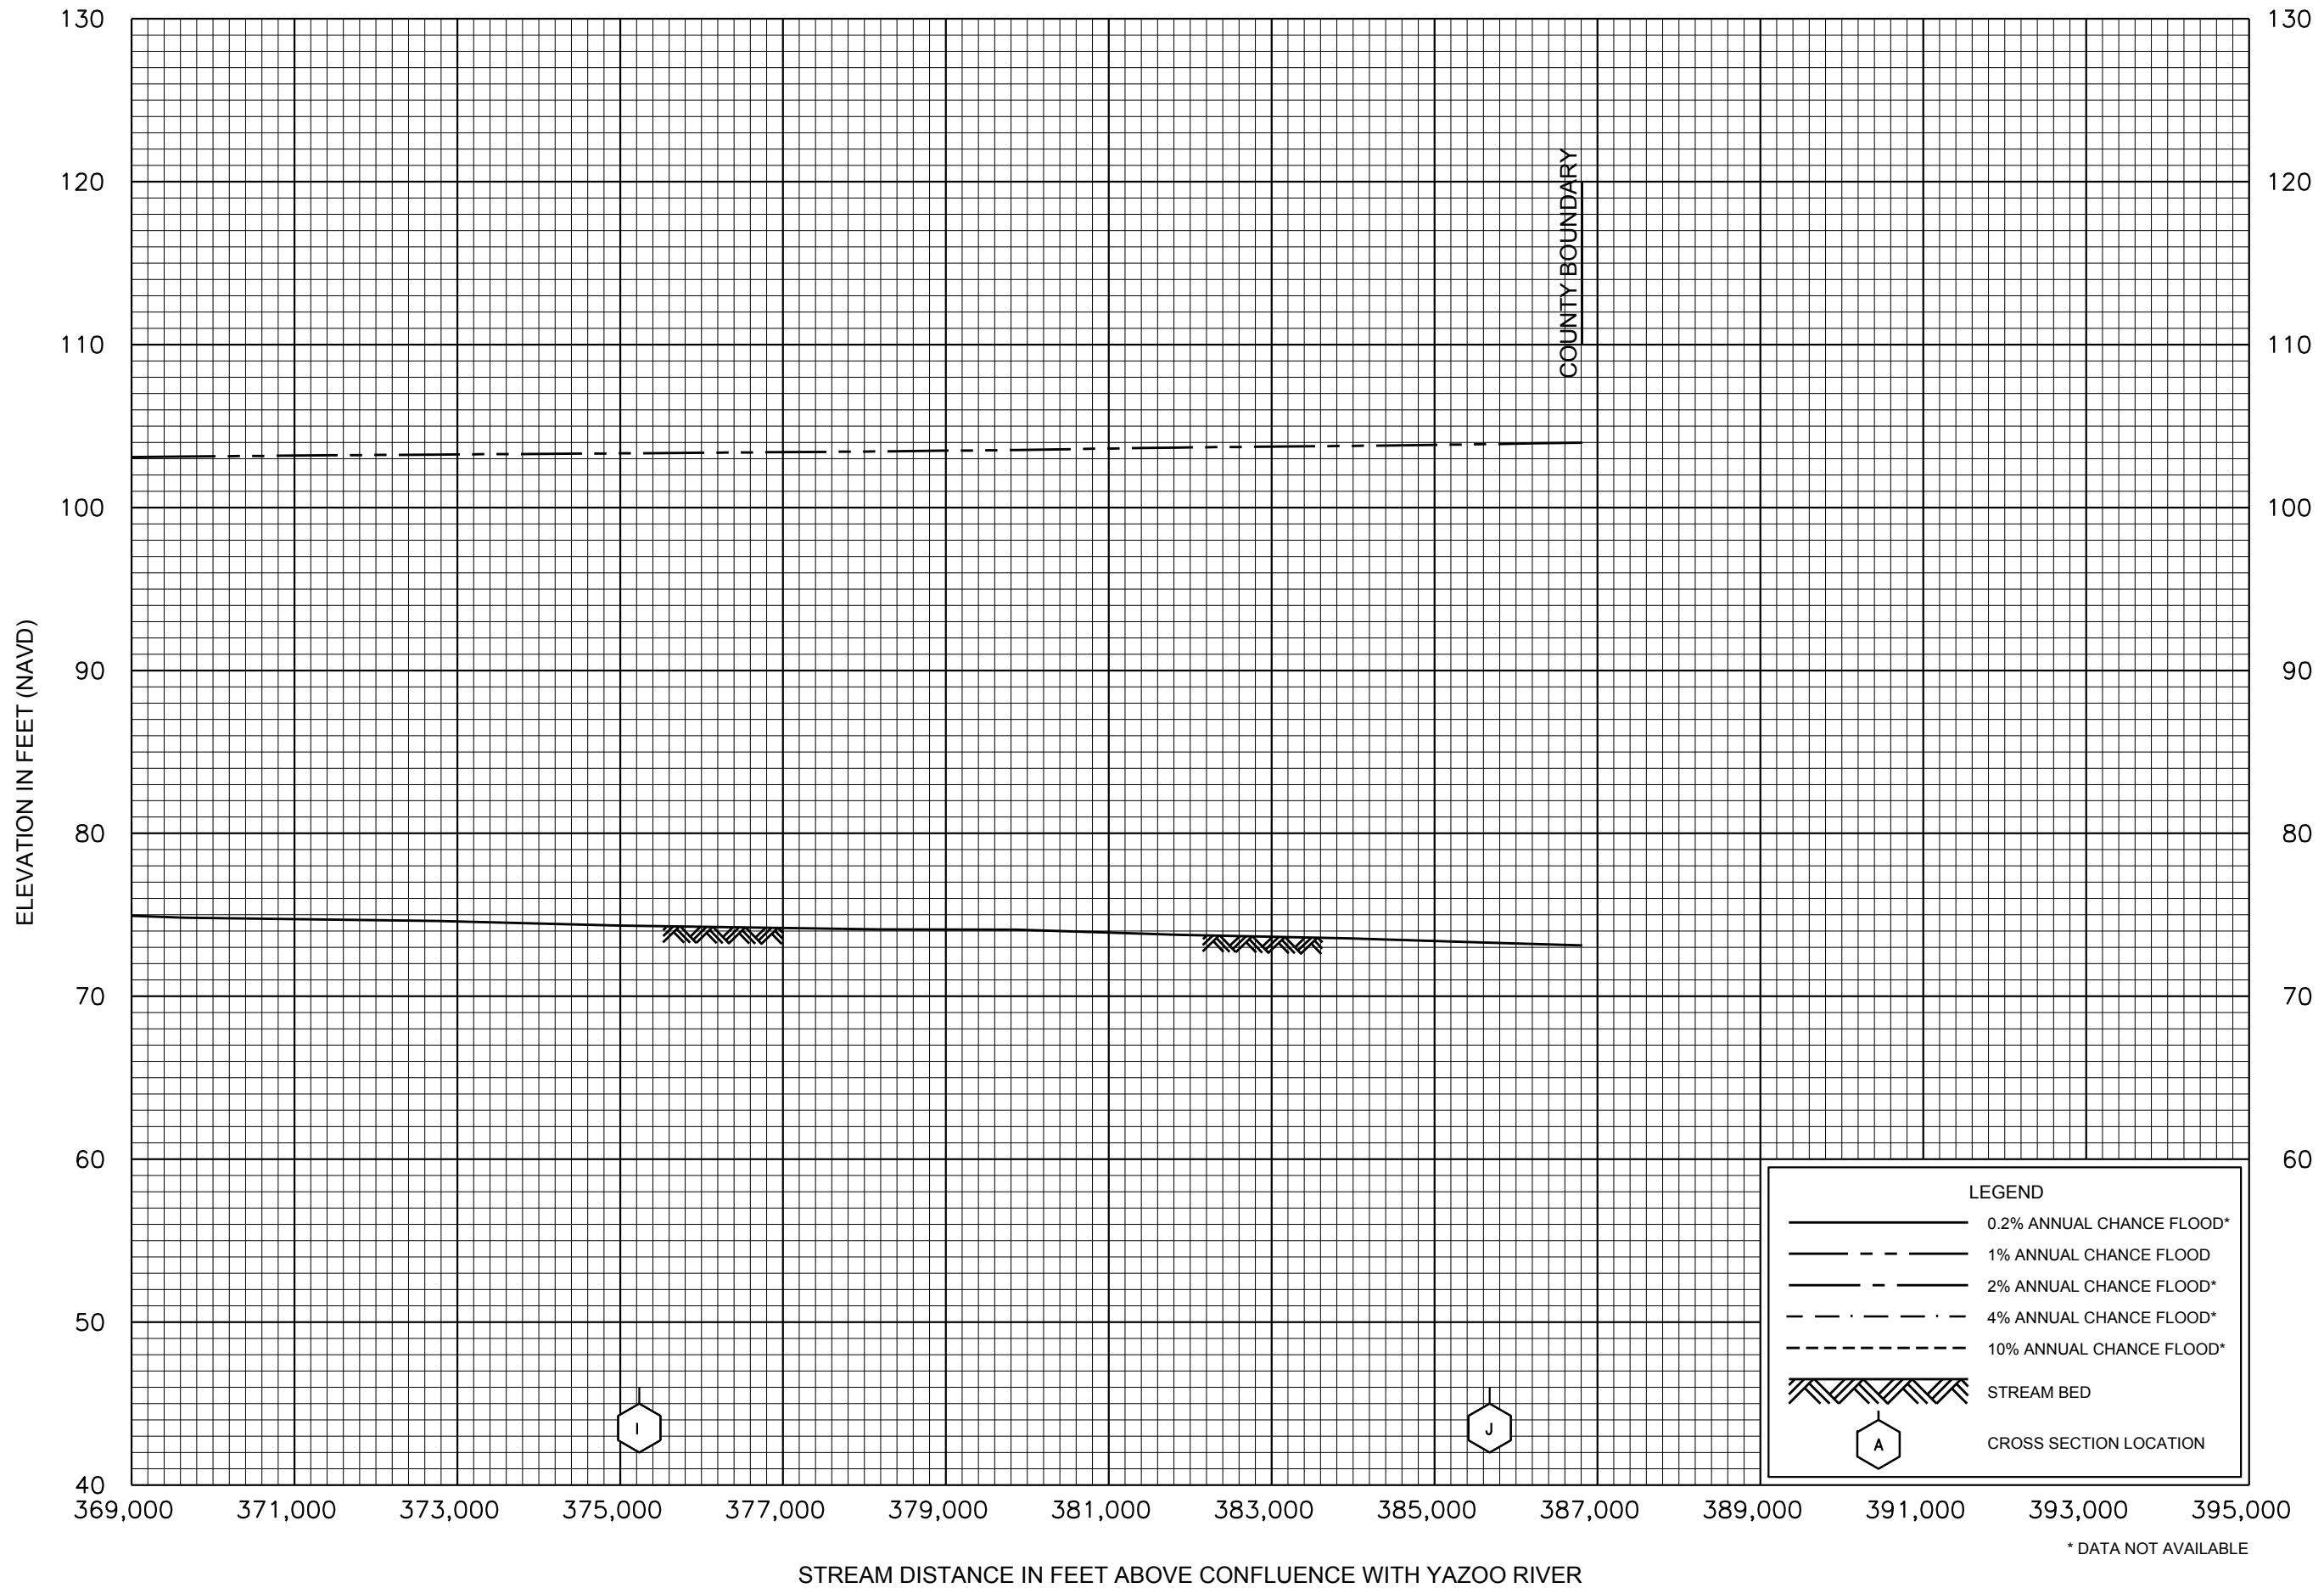 130
130
120
120
110
110
100
100
90
90
80
80
70
70
60
60
50
40
ELEVATION IN FEET (NAVD)
COUNTY BOUNDARY
I
J
LEGEND
0.2% ANNUAL CHANCE FLOOD*
1% ANNUAL CHANCE FLOOD
2% ANNUAL CHANCE FLOOD*
4% ANNUAL CHANCE FLOOD*
10% ANNUAL CHANCE FLOOD*
STREAM BED
A
CROSS SECTION LOCATION
369,000 371,000 373,000 375,000 377,000 379,000 381,000 383,000 385,000 387,000 389,000 391,000 393,000 395,000
* DATA NOT AVAILABLE
STREAM DISTANCE IN FEET ABOVE CONFLUENCE WITH YAZOO RIVER